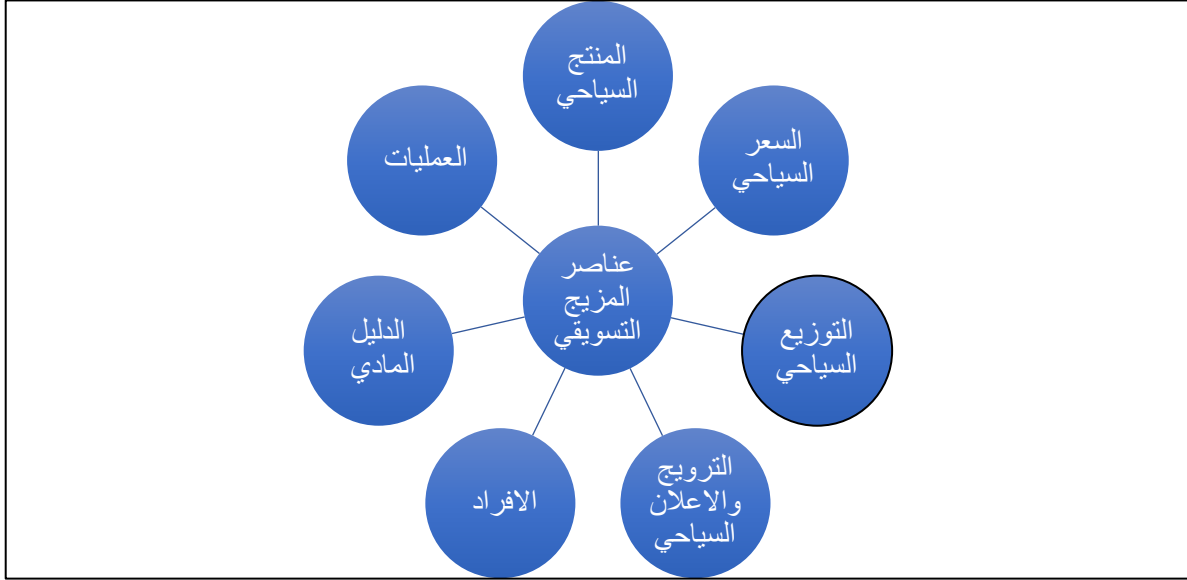 المنتج
السياحي
السعر
السياحي
التوزيع
السياحي
الترويج
والاعلان
السياحي
الافراد
الدليل
المادي
العمليات
عناصر
المزيج
التسويقي